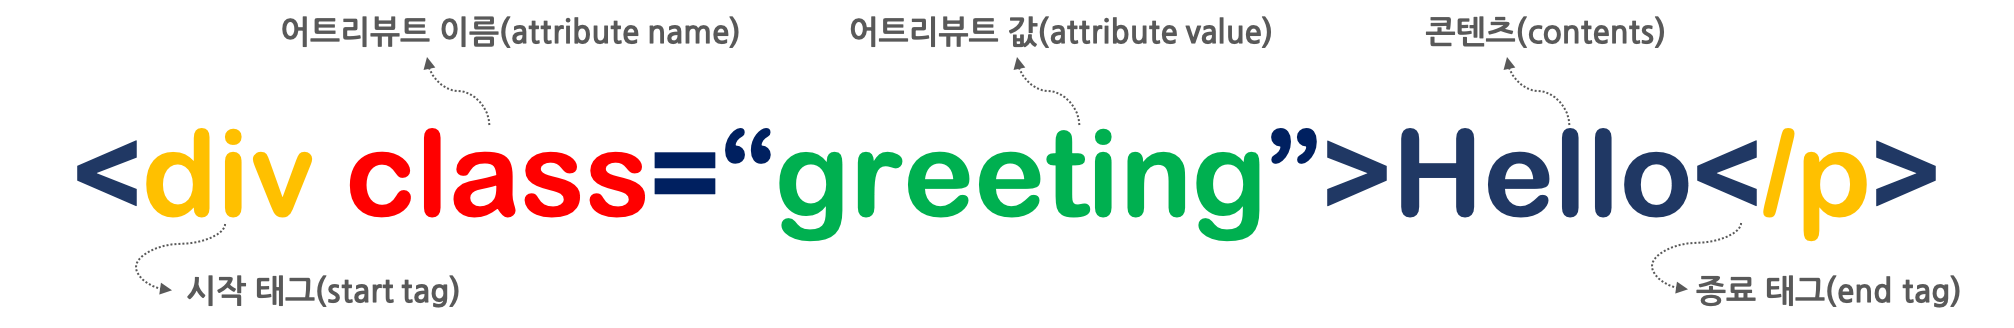 어트리뷰트 이름(attribute name) 어트리뷰트 값(attribute value) 콘텐츠(contents)
<div class=“greeting”>Hello</p>
시작 태그(start tag) 종료 태그(end tag)